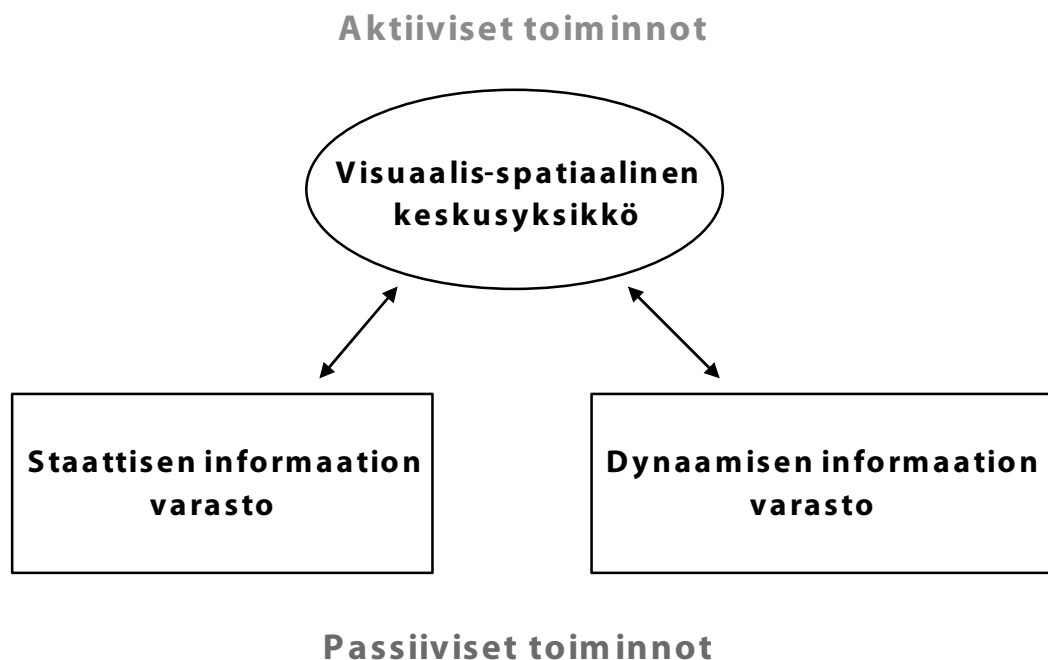 Aktiiviset toiminnot
Visuaalis-spatiaalinen
keskusyksikkö
Staattisen informaation
varasto
Dynaamisen informaation
varasto
Passiiviset toiminnot